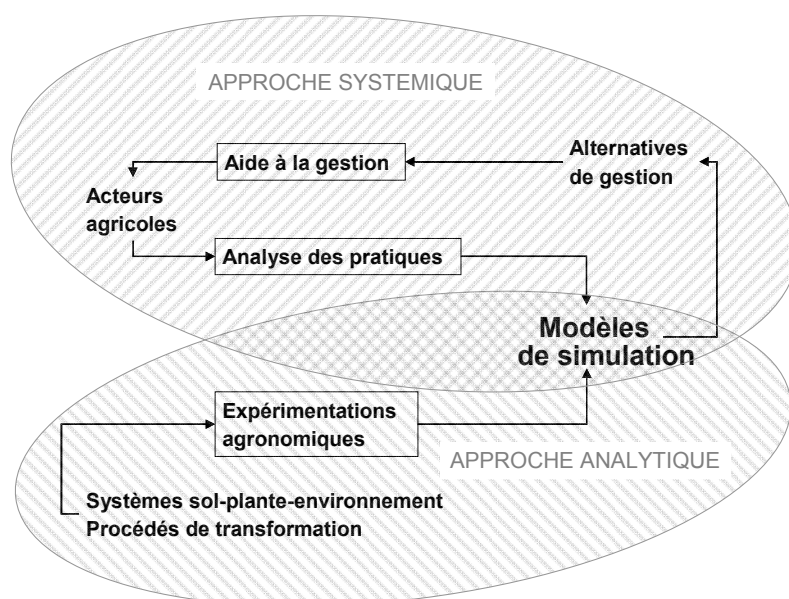 APPROCHE SYSTEMIQUE
Aide à la gestion
Alternatives
de gestion
Acteurs
agricoles
Analyse des pratiques
Modèles
de simulation
Expérimentations
agronomiques
APPROCHE ANALYTIQUE
Systèmes sol-plante-environnement
Procédés de transformation